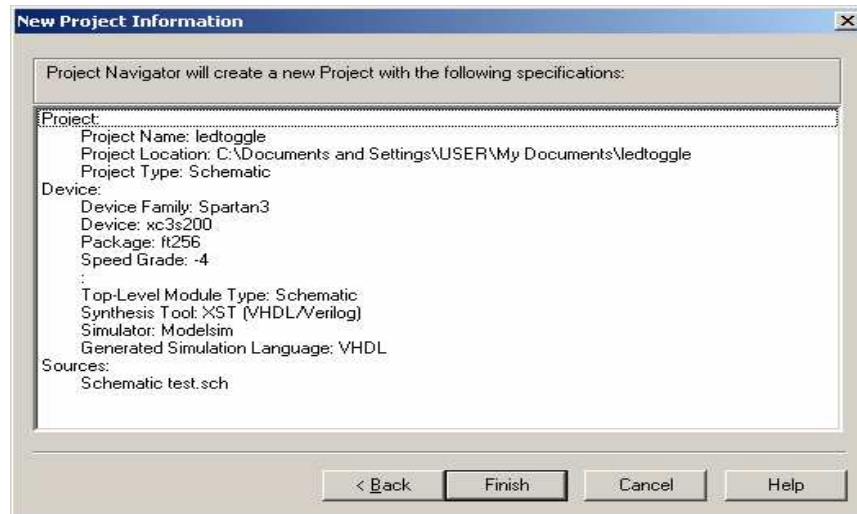 New Project Information
Project Navigator will create a new Project with the following specifications:
Project:
Project Name: ledtoggle
Project Location: C:\Documents and Settings\USER\My Documents\ledtoggle
Project Type: Schematic
Device:
Device Family: Spartan3
Device: xc3s200
Package: ft256
Speed Grade: -4
:
Top-Level Module Type: Schematic
Synthesis Tool: XST (VHDL/Verilog)
Simulator: Modelsim
Generated Simulation Language: VHDL
Sources:
Schematic test.sch
< Back Finish Cancel Help